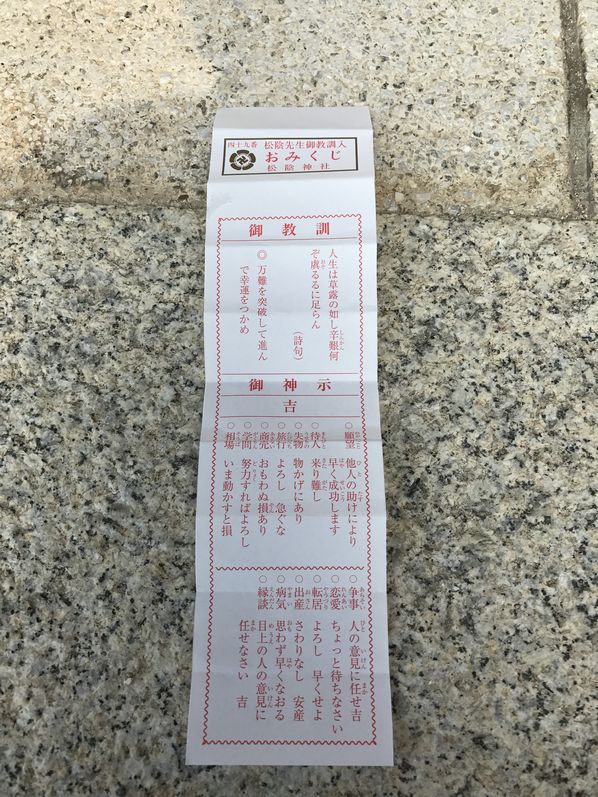 四十九番 松陰先生御教訓入
おみくじ
松陰神社
御教訓
人生は草露の如し辛艱何
ぞ虞るるに足らん
(詩句)
◎ 万難を突破して進ん
で幸運をつかめ
御神示
吉
○願望 他人の助けにより
早く成功します
○待人 来り難し
○失物 物かげにあり
○旅行 よろし 急ぐな
○商売 おもわぬ損あり
○学問 努力すればよろし
○相場 いま動かすと損
○争事 人の意見に任せ吉
○恋愛 ちょっと待ちなさい
○転居 よろし 早くせよ
○出産 さわりなし 安産
○病気 思わず早くなおる
○縁談 目上の人の意見に
任せなさい 吉